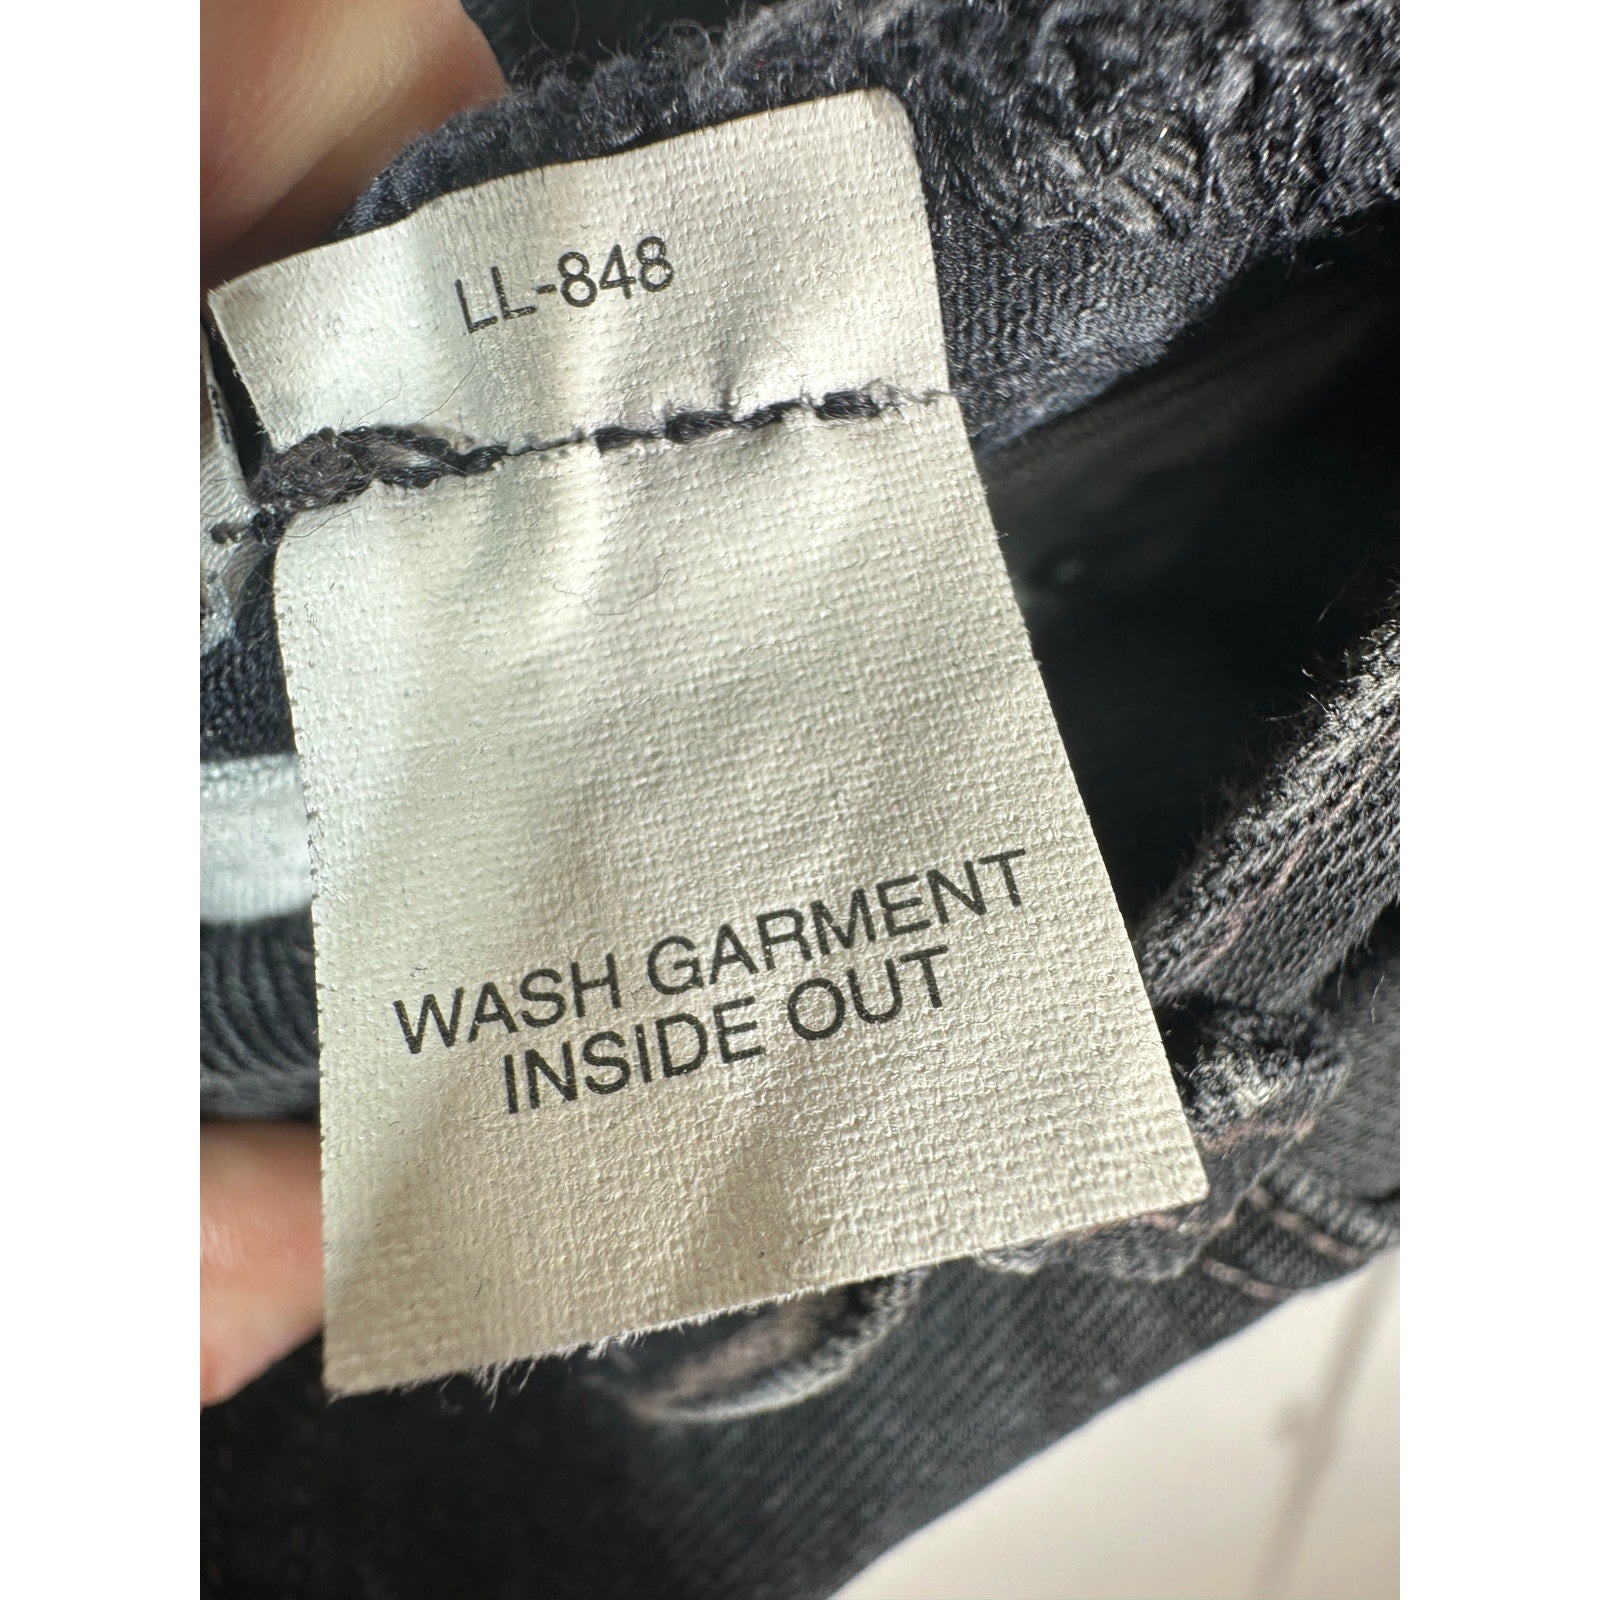 LL-848
WASH GARMENT
INSIDE OUT